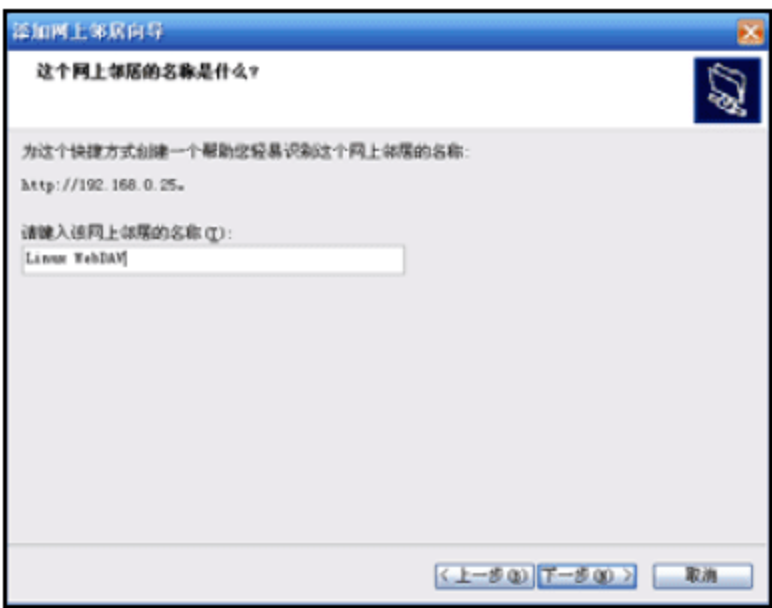 添加网上邻居向导
这个网上邻居的名称是什么?
为这个快捷方式创建一个帮助您轻易识别这个网上邻居的名称:
http://192.168.0.25。
请键入该网上邻居的名称(T):
Linux WebDAV
< 上一步(B) 下一步(N) > 取消